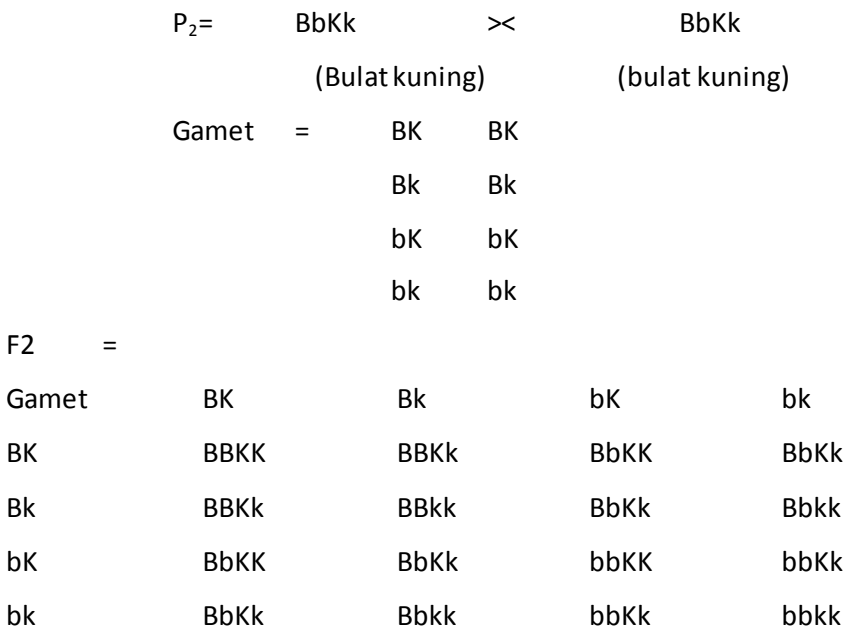 P₂= BbKk >< BbKk
(Bulat kuning) (bulat kuning)
Gamet = BK BK
Bk Bk
bK bK
bk bk
F2 =
Gamet BK Bk bK bk
BK BBKK BBKk BbKK BbKk
Bk BBKk BBkk BbKk Bbkk
bK BbKK BbKk bbKK bbKk
bk BbKk Bbkk bbKk bbkk